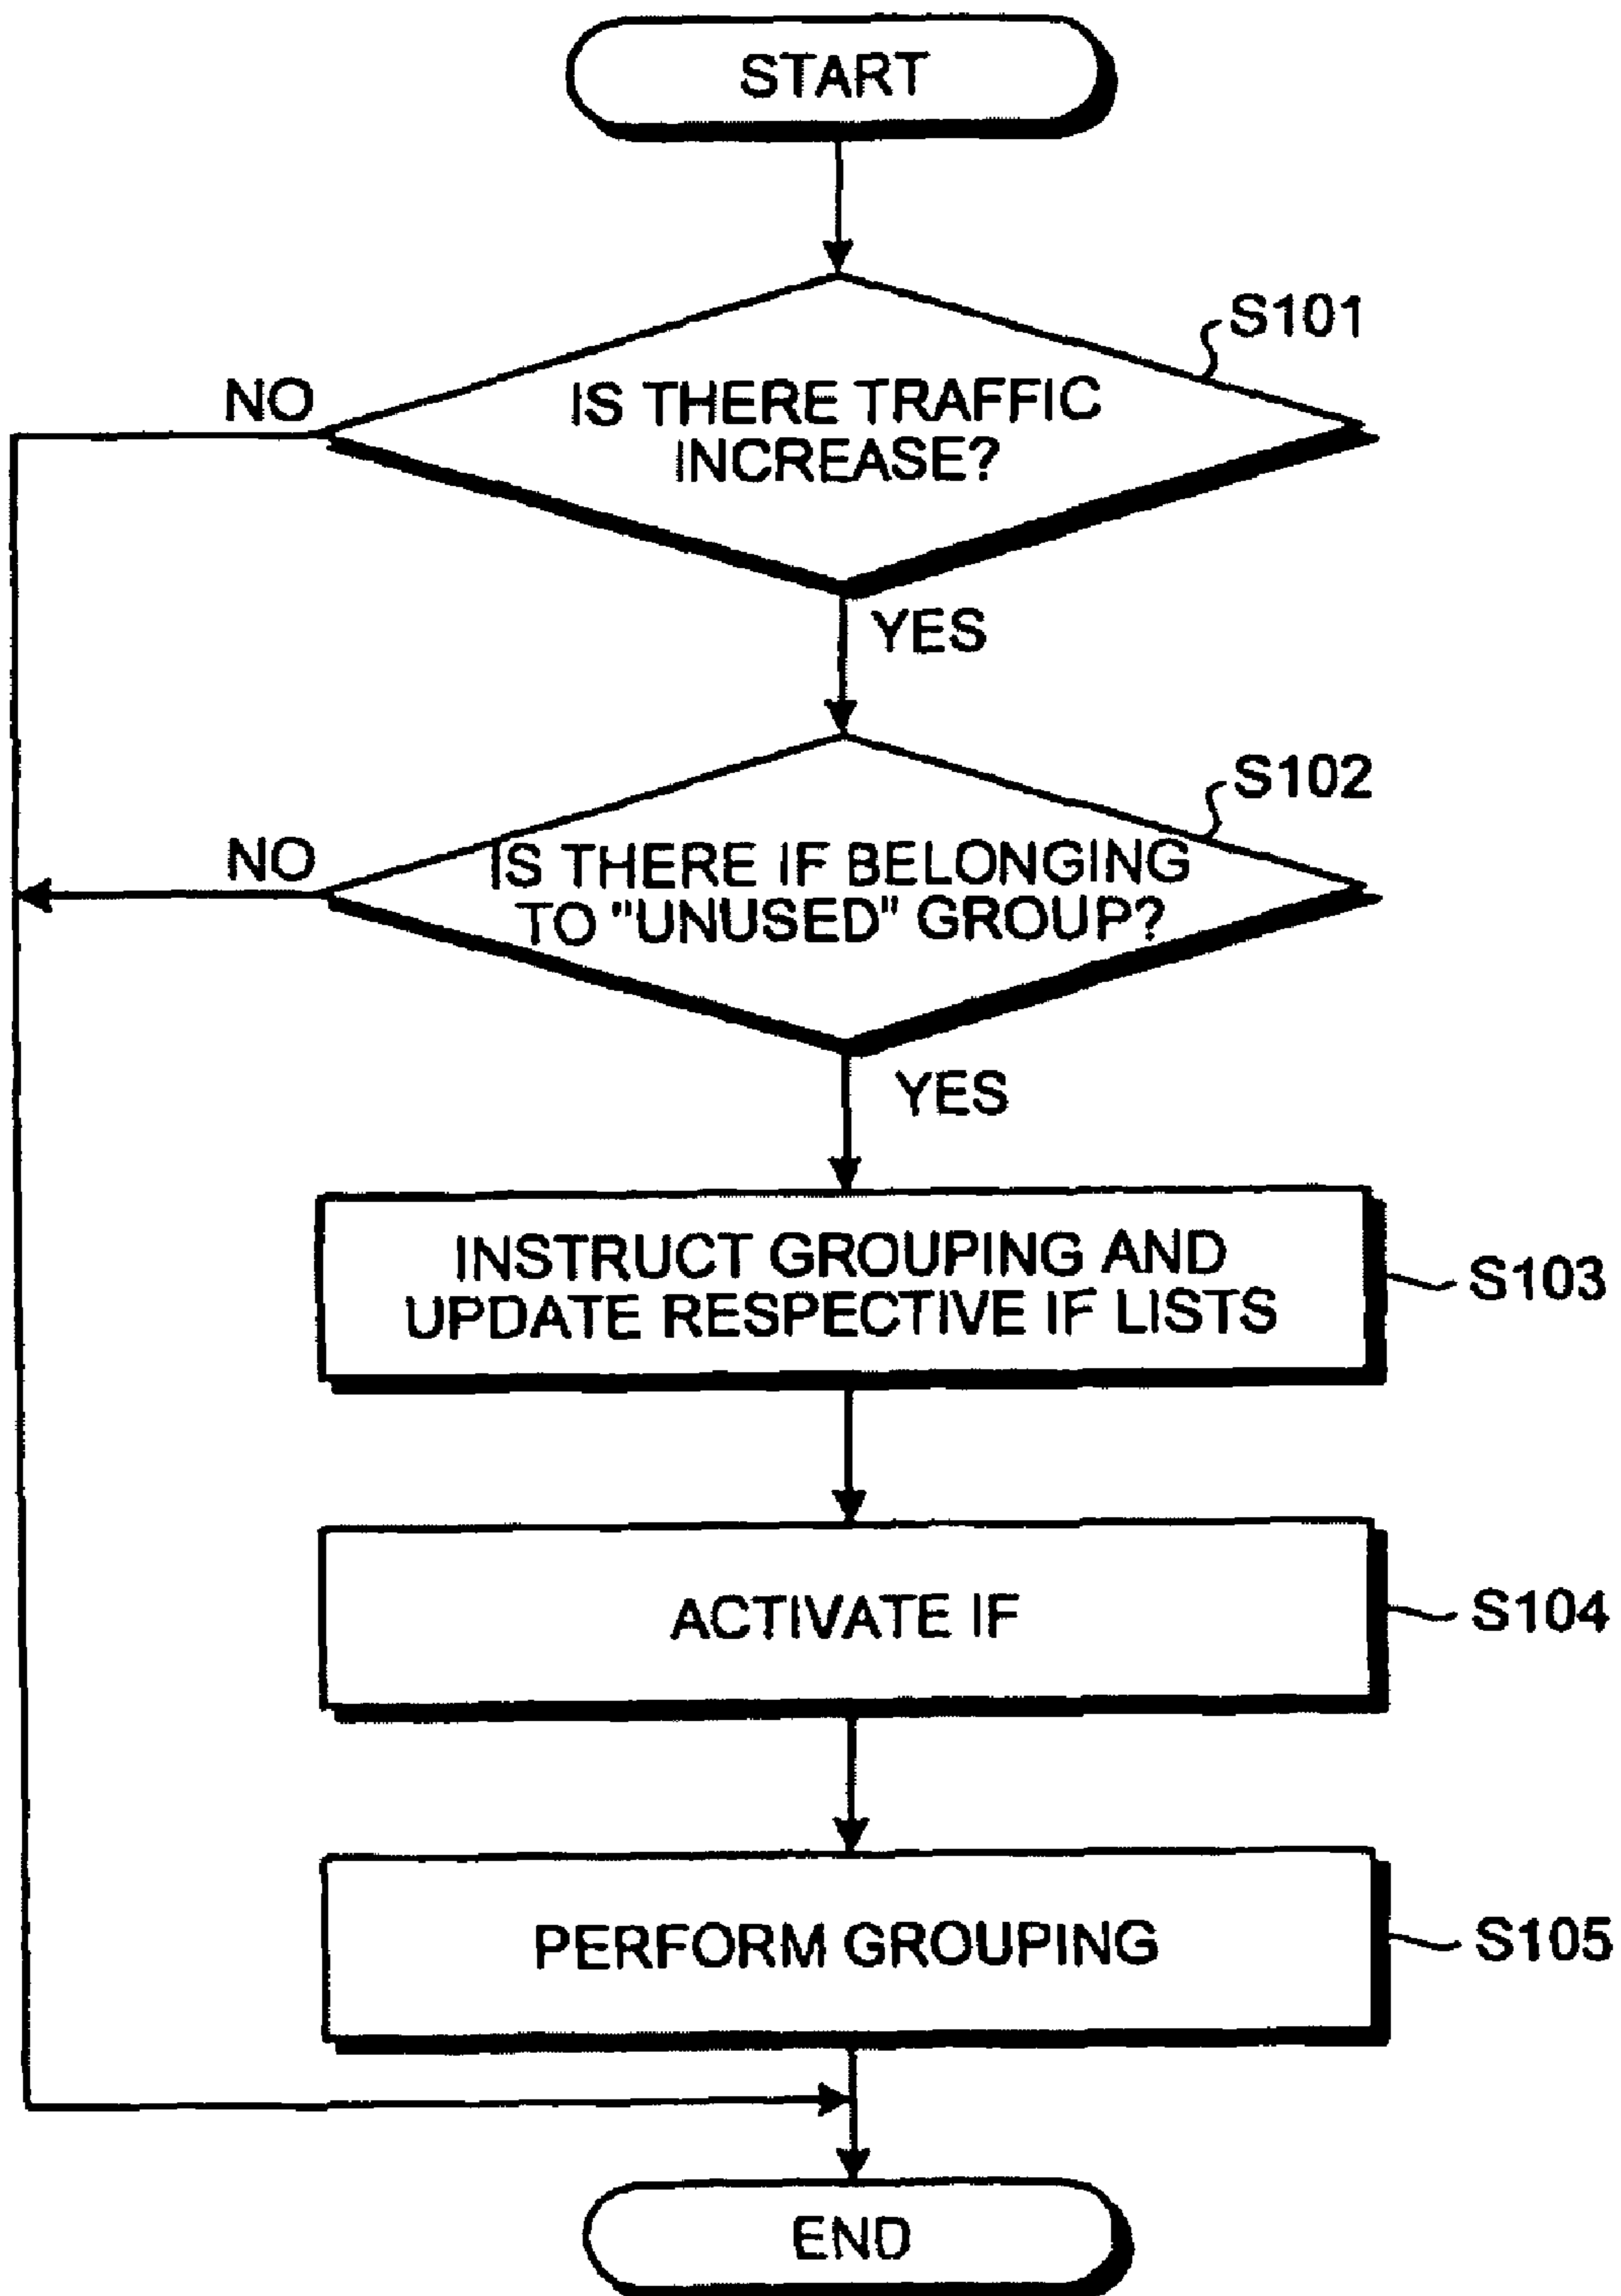 START
S101
NO
IS THERE TRAFFIC
INCREASE?
YES
S102
NO
IS THERE IF BELONGING
TO "UNUSED" GROUP?
YES
INSTRUCT GROUPING AND
UPDATE RESPECTIVE IF LISTS
S103
ACTIVATE IF
S104
PERFORM GROUPING
S105
END